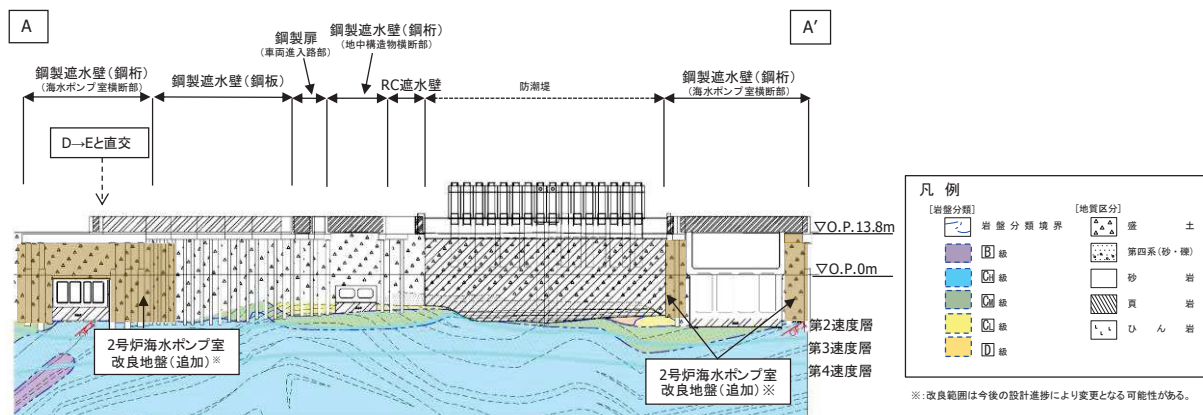 A
A'
鋼製遮水壁(鋼桁)
(海水ポンプ室横断部)
鋼製遮水壁(鋼板)
鋼製扉
(車両進入路部)
鋼製遮水壁(鋼桁)
(地中構造物横断部)
RC遮水壁
防潮堤
鋼製遮水壁(鋼桁)
(海水ポンプ室横断部)
D→Eと直交
▽O.P.13.8m
▽O.P.0m
第2速度層
第3速度層
第4速度層
2号炉海水ポンプ室
改良地盤(追加)※
2号炉海水ポンプ室
改良地盤(追加)※
凡例
[岩盤分類]
岩盤分類境界
B級
CH級
CM級
CL級
D級
[地質区分]
盛土
第四系(砂・礫)
砂岩
頁岩
ひん岩
※:改良範囲は今後の設計進捗により変更となる可能性がある。